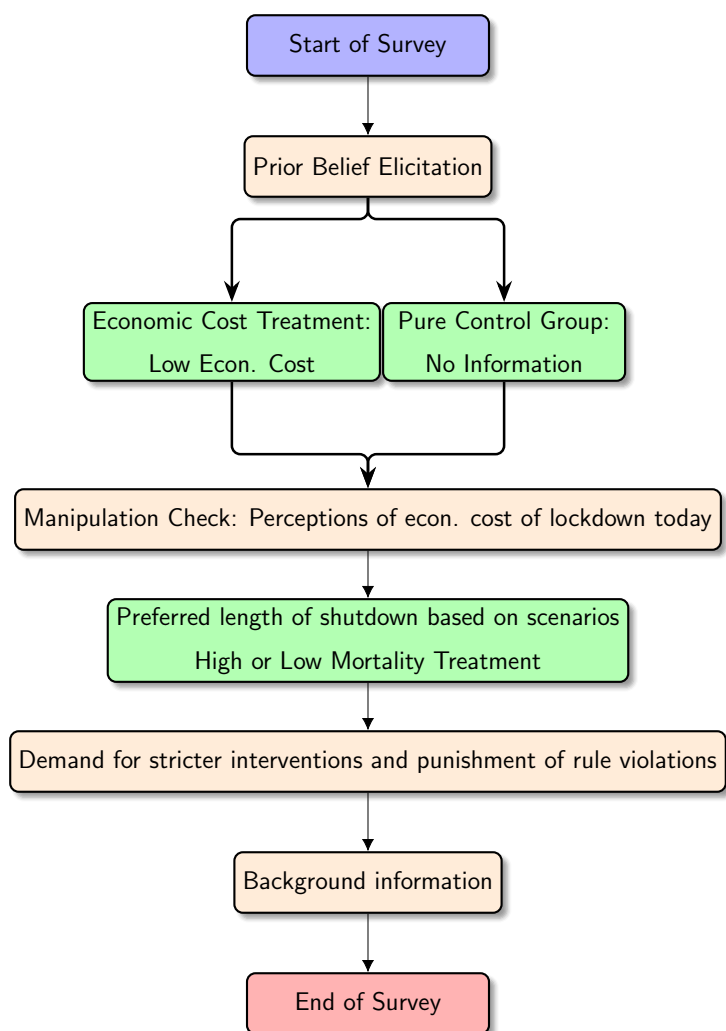 Start of Survey
Prior Belief Elicitation
Economic Cost Treatment:
Low Econ. Cost
Pure Control Group:
No Information
Manipulation Check: Perceptions of econ. cost of lockdown today
Preferred length of shutdown based on scenarios
High or Low Mortality Treatment
Demand for stricter interventions and punishment of rule violations
Background information
End of Survey